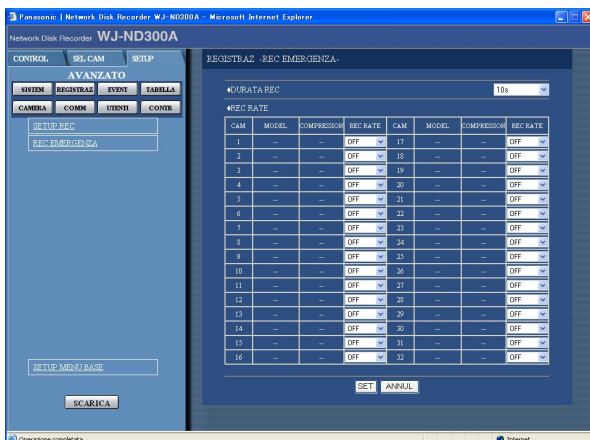 Panasonic | Network Disk Recorder WJ-ND300A - Microsoft Internet Explorer
Network Disk Recorder WJ-ND300A
CONTROL SEL CAM SETUP
AVANZATO
SISTEM REGISTRAZ EVENT TABELLA
CAMERA COMM UTENTI CONTR
SETUP REC
REC EMERGENZA
SETUP MENU BASE
SCARICA
REGISTRAZ -REC EMERGENZA-
♦DURATA REC 10s
♦REC RATE
CAM MODEL COMPRESSION REC RATE CAM MODEL COMPRESSION REC RATE
1 -- -- OFF 17 -- -- OFF
2 -- -- OFF 18 -- -- OFF
3 -- -- OFF 19 -- -- OFF
4 -- -- OFF 20 -- -- OFF
5 -- -- OFF 21 -- -- OFF
6 -- -- OFF 22 -- -- OFF
7 -- -- OFF 23 -- -- OFF
8 -- -- OFF 24 -- -- OFF
9 -- -- OFF 25 -- -- OFF
10 -- -- OFF 26 -- -- OFF
11 -- -- OFF 27 -- -- OFF
12 -- -- OFF 28 -- -- OFF
13 -- -- OFF 29 -- -- OFF
14 -- -- OFF 30 -- -- OFF
15 -- -- OFF 31 -- -- OFF
16 -- -- OFF 32 -- -- OFF
SET ANNUL
Operazione completata Internet